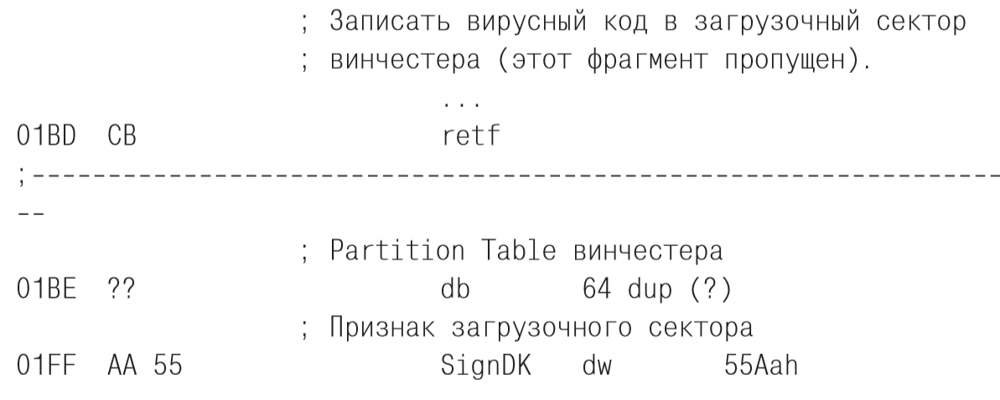 ; Записать вирусный код в загрузочный сектор
; винчестера (этот фрагмент пропущен).
...
01BD CB retf
;----------------------------------------------------------------
--
; Partition Table винчестера
01BE ?? db 64 dup (?)
; Признак загрузочного сектора
01FF AA 55 SignDK dw 55Aah